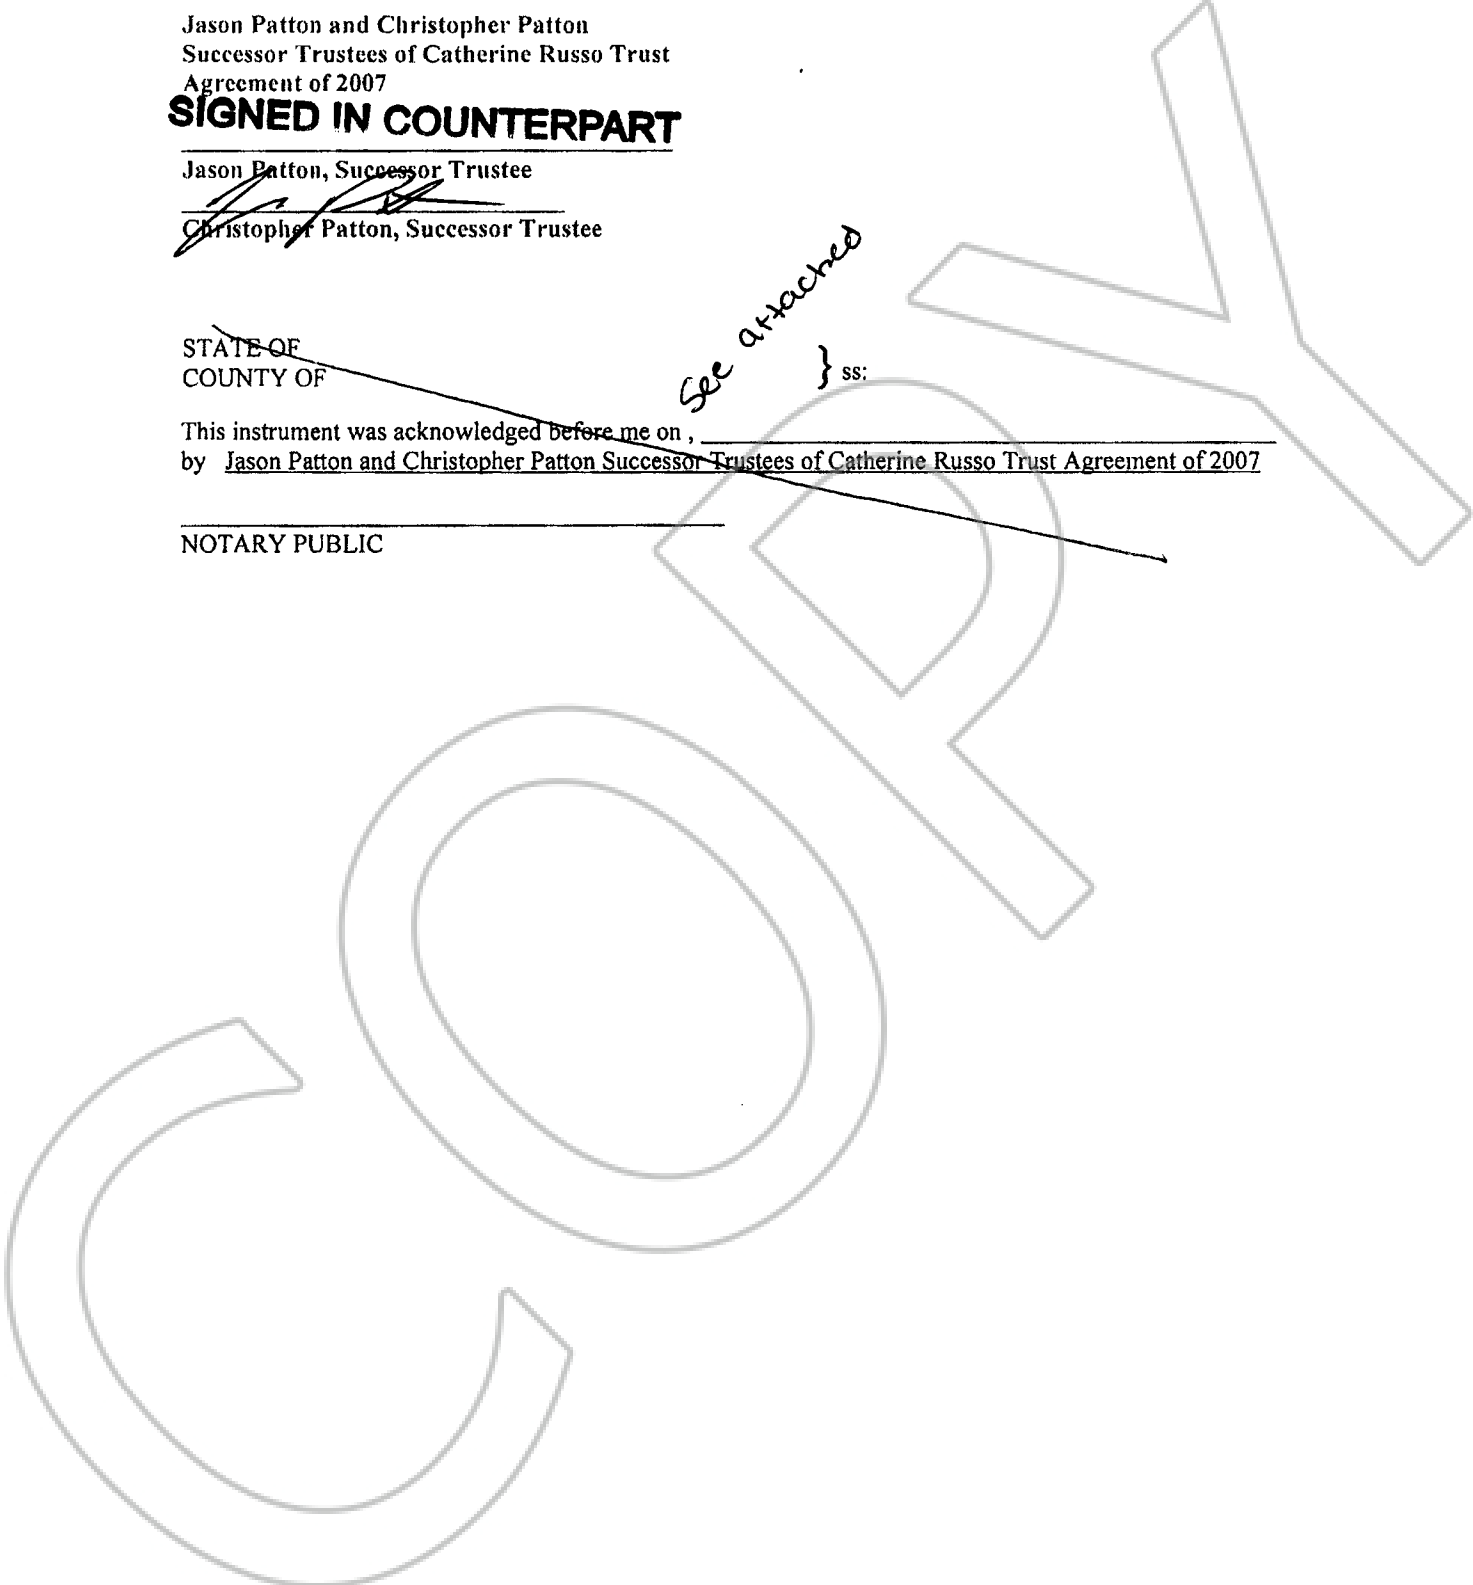 Jason Patton and Christopher Patton
Successor Trustees of Catherine Russo Trust
Agreement of 2007
SIGNED IN COUNTERPART
Jason Patton, Successor Trustee
Christopher Patton, Successor Trustee
See attached
STATE OF
COUNTY OF } ss:
This instrument was acknowledged before me on ,
by Jason Patton and Christopher Patton Successor Trustees of Catherine Russo Trust Agreement of 2007
NOTARY PUBLIC
COPY